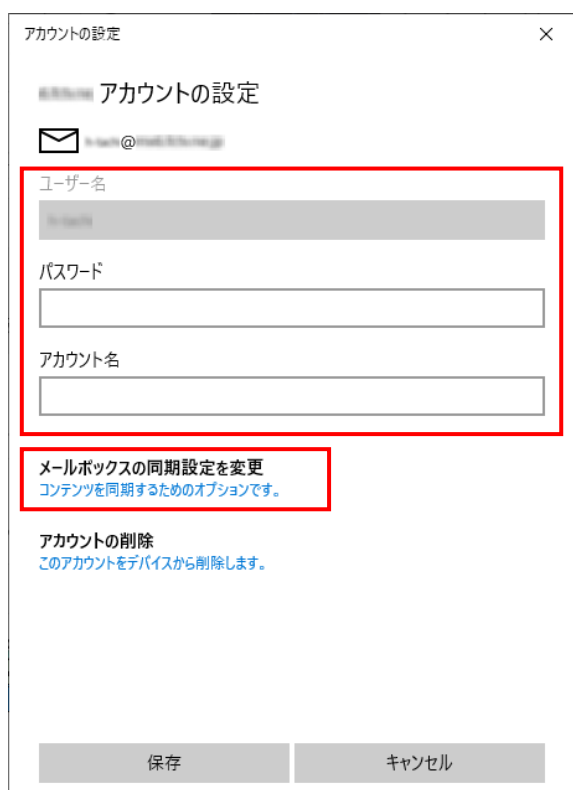 アカウントの設定
アカウントの設定
@
ユーザー名
パスワード
アカウント名
メールボックスの同期設定を変更
コンテンツを同期するためのオプションです。
アカウントの削除
このアカウントをデバイスから削除します。
保存
キャンセル